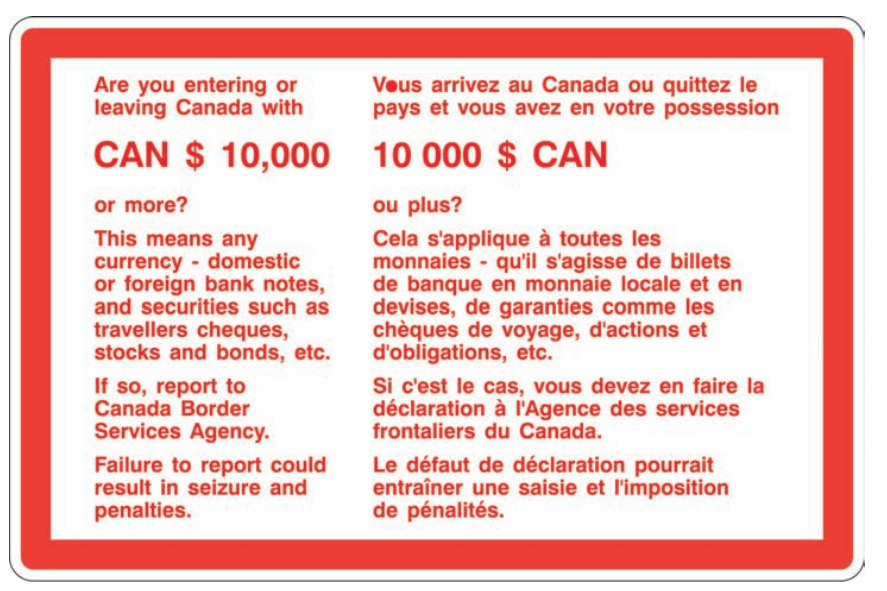 Are you entering or
leaving Canada with
CAN $ 10,000
or more?
This means any
currency - domestic
or foreign bank notes,
and securities such as
travellers cheques,
stocks and bonds, etc.
If so, report to
Canada Border
Services Agency.
Failure to report could
result in seizure and
penalties.
Vous arrivez au Canada ou quittez le
pays et vous avez en votre possession
10 000 $ CAN
ou plus?
Cela s'applique à toutes les
monnaies - qu'il s'agisse de billets
de banque en monnaie locale et en
devises, de garanties comme les
chèques de voyage, d'actions et
d'obligations, etc.
Si c'est le cas, vous devez en faire la
déclaration à l'Agence des services
frontaliers du Canada.
Le défaut de déclaration pourrait
entraîner une saisie et l'imposition
de pénalités.